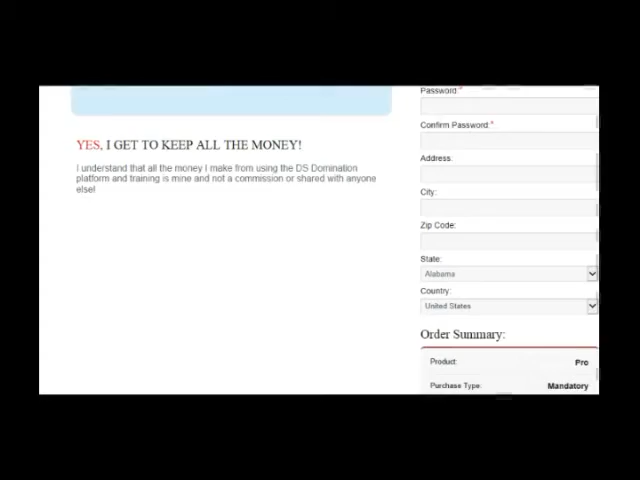 YES, I GET TO KEEP ALL THE MONEY!
I understand that all the money I make from using the DS Domination
platform and training is mine and not a commission or shared with anyone
else!
Password:*
Confirm Password:*
Address:
City:
Zip Code:
State:
Alabama
Country:
United States
Order Summary:
Product: Pro
Purchase Type: Mandatory